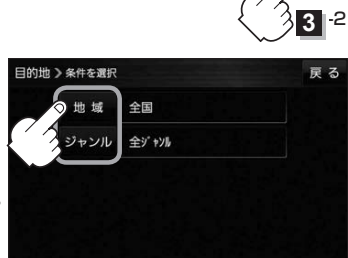 3 -2
目的地 > 条件を選択 戻る
地 域 全国
ジャンル 全ｼﾞｬﾝﾙ